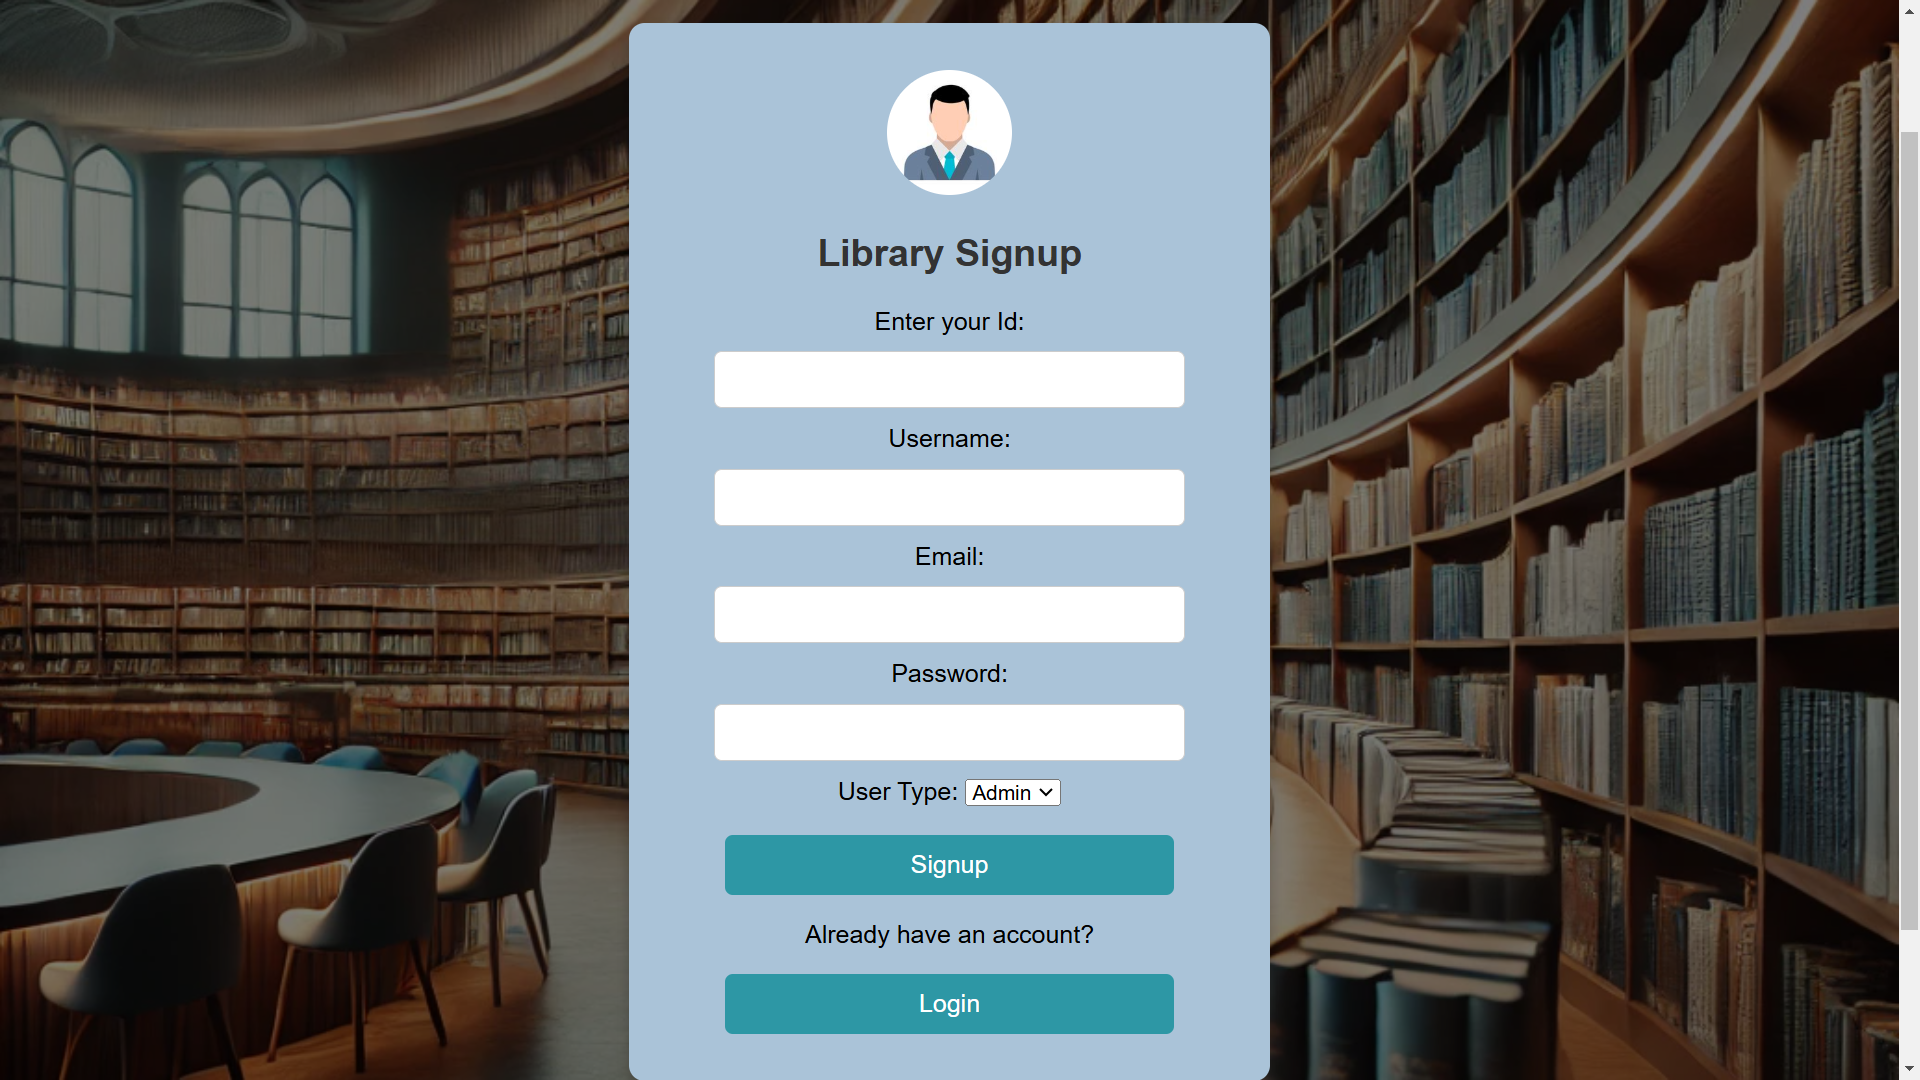 Library Signup
Enter your Id:
Username:
Email:
Password:
User Type: Admin
Signup
Already have an account?
Login